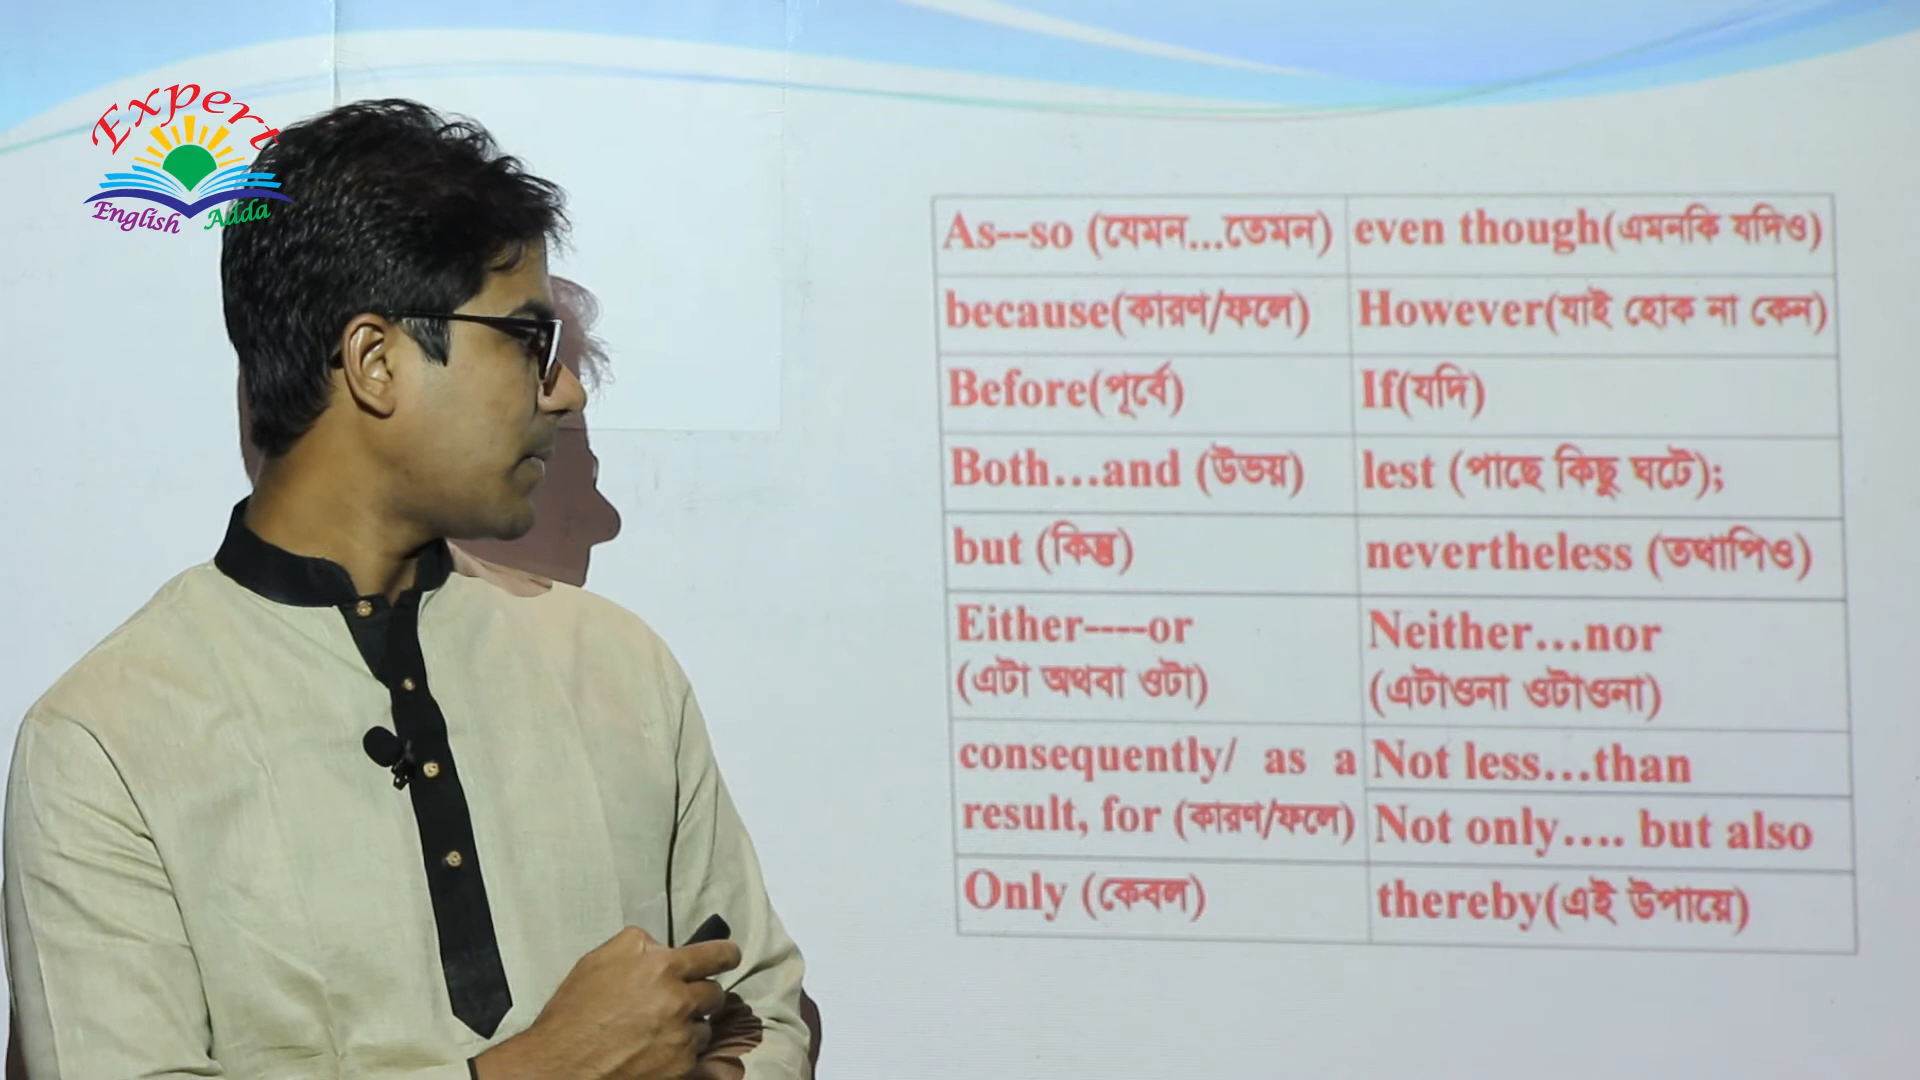 Expert
English Adda
As--so (যেমন...তেমন)
even though(এমনকি যদিও)
because(কারণ/ফলে)
However(যাই হোক না কেন)
Before(পূর্বে)
If(যদি)
Both...and (উভয়)
lest (পাছে কিছু ঘটে);
but (কিন্তু)
nevertheless (তথাপিও)
Either----or
(এটা অথবা ওটা)
Neither...nor
(এটাওনা ওটাওনা)
consequently/ as a
result, for (কারণ/ফলে)
Not less...than
Not only.... but also
Only (কেবল)
thereby(এই উপায়ে)